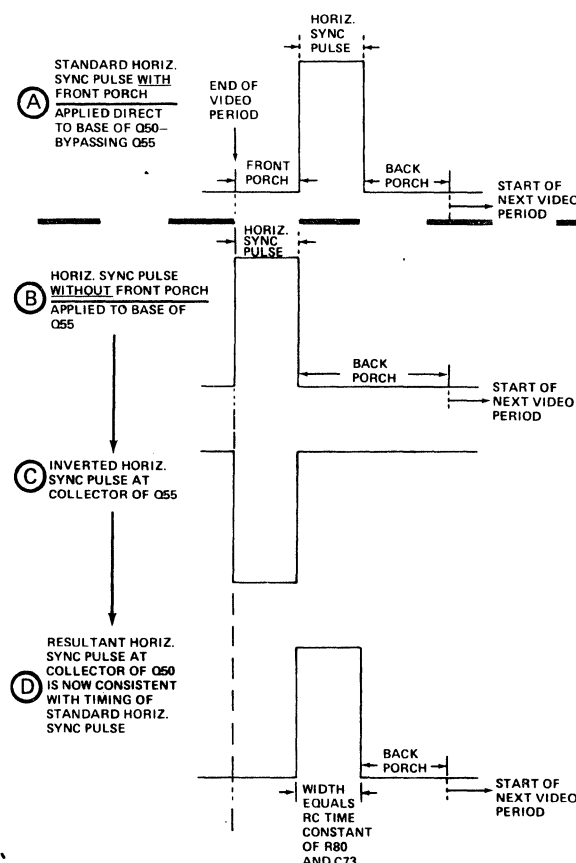 HORIZ.
SYNC
PULSE
STANDARD HORIZ.
SYNC PULSE WITH
FRONT PORCH
A
APPLIED DIRECT
TO BASE OF Q50–
BYPASSING Q55
END OF
VIDEO
PERIOD
FRONT
PORCH
BACK
PORCH
START OF
NEXT VIDEO
PERIOD
HORIZ.
SYNC
PULSE
HORIZ. SYNC PULSE
WITHOUT FRONT PORCH
B
APPLIED TO BASE OF
Q55
BACK
PORCH
START OF
NEXT VIDEO
PERIOD
C
INVERTED HORIZ.
SYNC PULSE AT
COLLECTOR OF Q55
RESULTANT HORIZ.
SYNC PULSE AT
COLLECTOR OF Q50
D
IS NOW CONSISTENT
WITH TIMING OF
STANDARD HORIZ.
SYNC PULSE
BACK
PORCH
START OF
NEXT VIDEO
PERIOD
WIDTH
EQUALS
RC TIME
CONSTANT
OF R80
AND C73